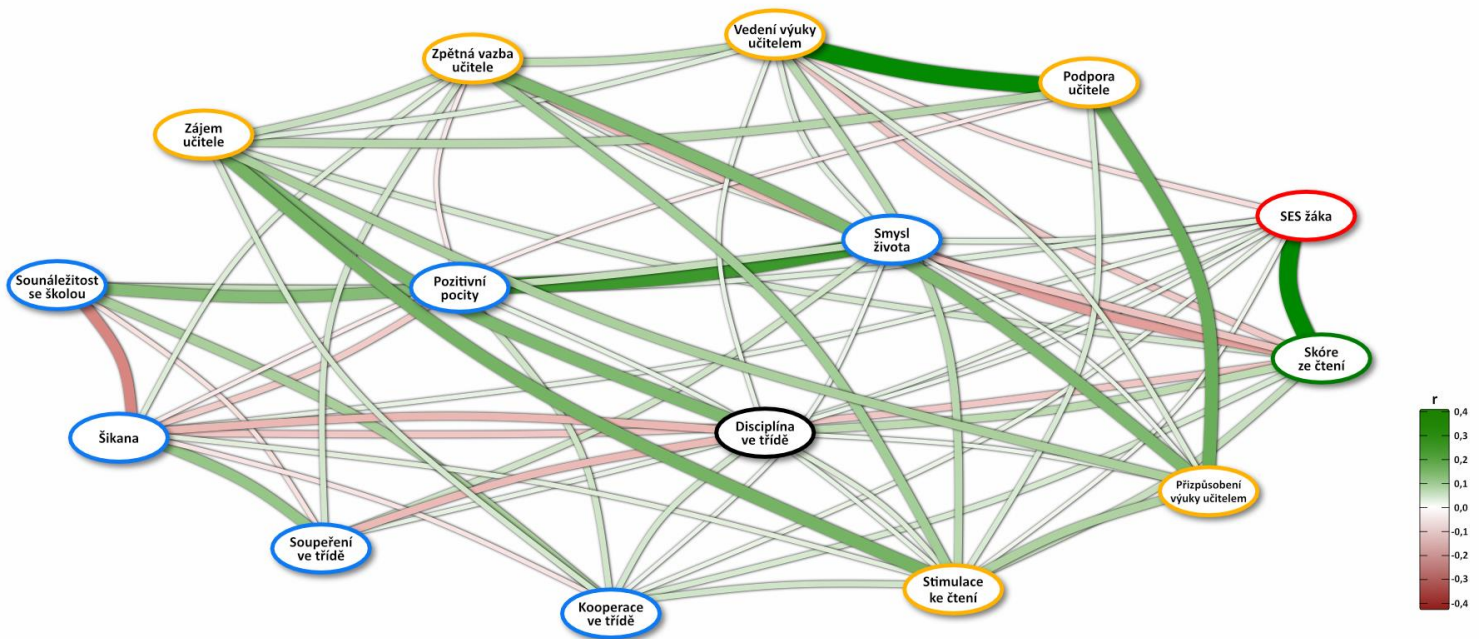 Vedení výuky
učitelem
Zpětná vazba
učitele
Podpora
učitele
Zájem
učitele
SES žáka
Smysl
života
Sounáležitost
se školou
Pozitivní
pocity
Skóre
ze čtení
Šikana
Disciplína
ve třídě
Přizpůsobení
výuky učitelem
Soupeření
ve třídě
Stimulace
ke čtení
Kooperace
ve třídě
r
0,4
0,3
0,2
0,1
0,0
-0,1
-0,2
-0,3
-0,4